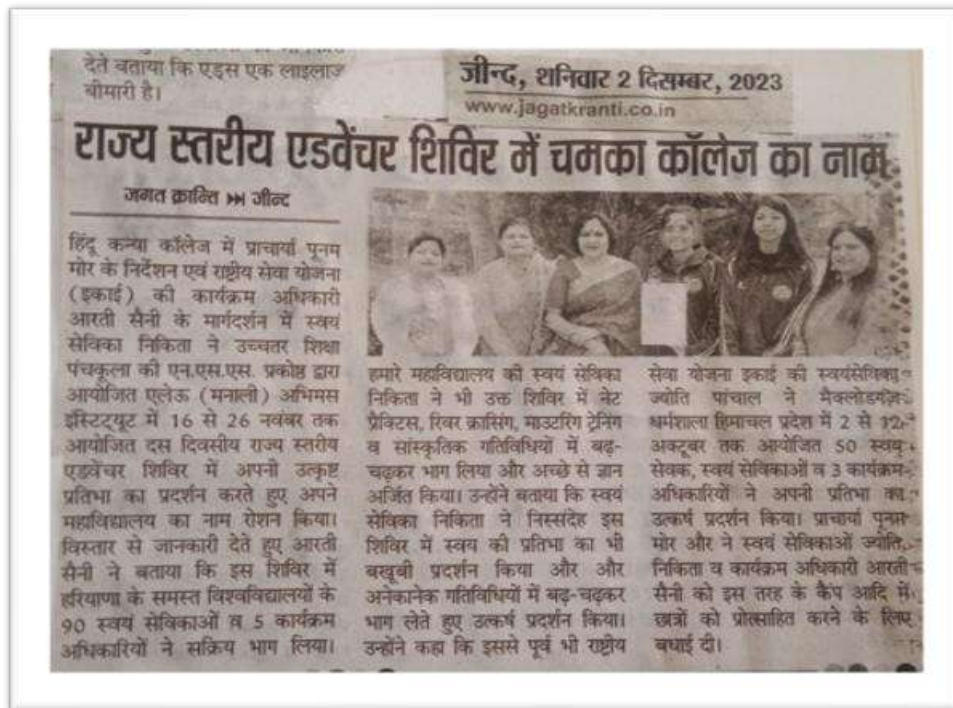 देते बताया कि एड्स एक लाइलाज
बीमारी है।
जीन्द, शनिवार 2 दिसम्बर, 2023
www.jagatkranti.co.in
राज्य स्तरीय एडवेंचर शिविर में चमका कॉलेज का नाम
जगत क्रान्ति ▸▸ जीन्द
हिंदू कन्या कॉलेज में प्राचार्या पूनम
मोर के निर्देशन एवं राष्ट्रीय सेवा योजना
(इकाई) की कार्यक्रम अधिकारी
आरती सैनी के मार्गदर्शन में स्वयं
सेविका निकिता ने उच्चतर शिक्षा
पंचकूला की एन.एस.एस. प्रकोष्ठ द्वारा
आयोजित एलेऊ (मनाली) अभिमस
इंस्टिट्यूट में 16 से 26 नवंबर तक
आयोजित दस दिवसीय राज्य स्तरीय
एडवेंचर शिविर में अपनी उत्कृष्ट
प्रतिभा का प्रदर्शन करते हुए अपने
महाविद्यालय का नाम रोशन किया।
विस्तार से जानकारी देते हुए आरती
सैनी ने बताया कि इस शिविर में
हरियाणा के समस्त विश्वविद्यालयों के
90 स्वयं सेविकाओं व 5 कार्यक्रम
अधिकारियों ने सक्रिय भाग लिया।
हमारे महाविद्यालय की स्वयं सेविका
निकिता ने भी उक्त शिविर में नेट
प्रैक्टिस, रिवर क्रासिंग, माउटरिंग ट्रेनिंग
व सांस्कृतिक गतिविधियों में बढ़-
चढ़कर भाग लिया और अच्छे से ज्ञान
अर्जित किया। उन्होंने बताया कि स्वयं
सेविका निकिता ने निस्संदेह इस
शिविर में स्वयं की प्रतिभा का भी
बखूबी प्रदर्शन किया और और
अनेकानेक गतिविधियों में बढ़-चढ़कर
भाग लेते हुए उत्कर्ष प्रदर्शन किया।
उन्होंने कहा कि इससे पूर्व भी राष्ट्रीय
सेवा योजना इकाई की स्वयंसेविका
ज्योति पांचाल ने मैक्लोडगंज
धर्मशाला हिमाचल प्रदेश में 2 से 12
अक्टूबर तक आयोजित 50 स्वयं
सेवक, स्वयं सेविकाओं व 3 कार्यक्रम
अधिकारियों ने अपनी प्रतिभा का
उत्कर्ष प्रदर्शन किया। प्राचार्या पूनम
मोर और ने स्वयं सेविकाओं ज्योति,
निकिता व कार्यक्रम अधिकारी आरती
सैनी को इस तरह के कैंप आदि में
छात्रों को प्रोत्साहित करने के लिए
बधाई दी।